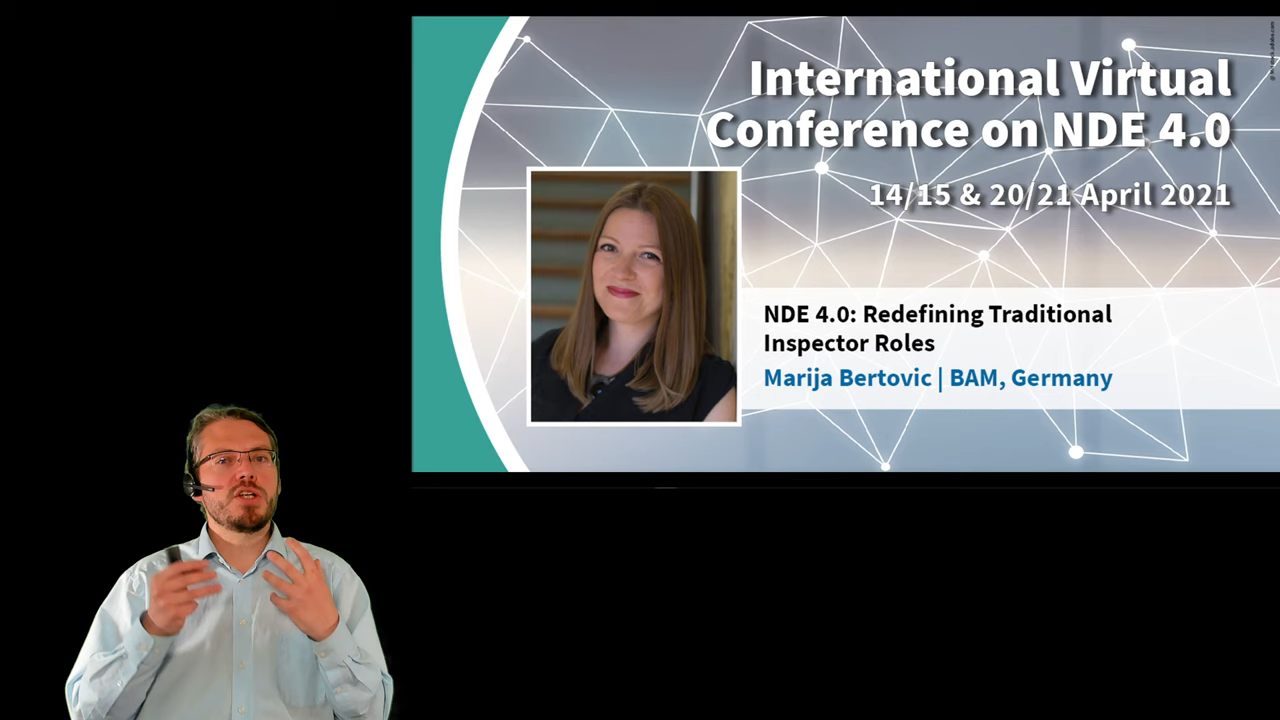 International Virtual
Conference on NDE 4.0
14/15 & 20/21 April 2021
NDE 4.0: Redefining Traditional
Inspector Roles
Marija Bertovic | BAM, Germany